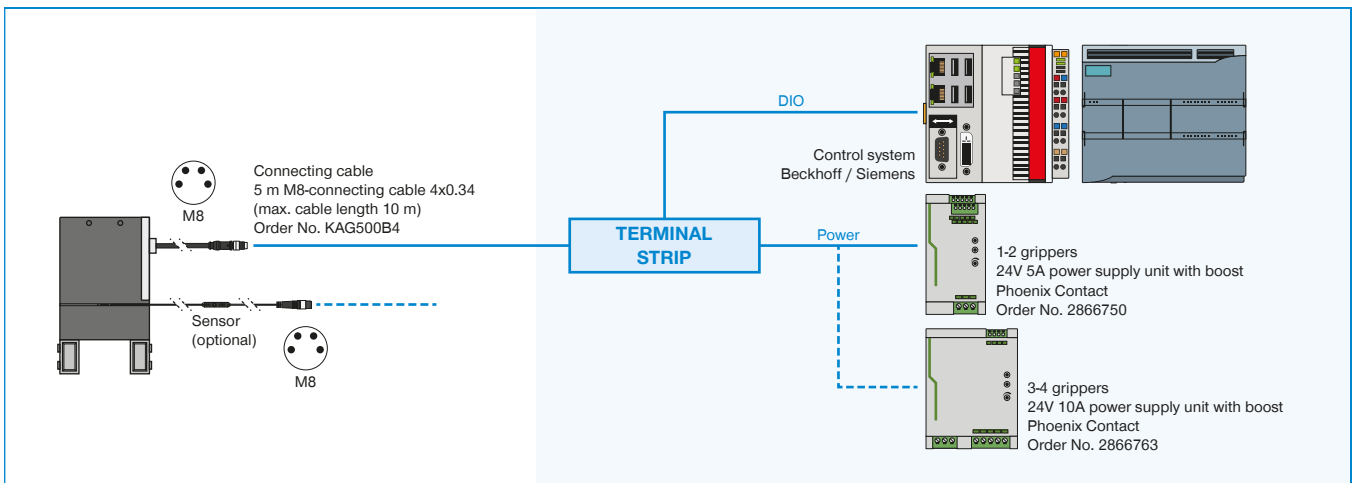 DIO
Control system
Beckhoff / Siemens
Connecting cable
5 m M8-connecting cable 4x0.34
(max. cable length 10 m)
Order No. KAG500B4
M8
TERMINAL
STRIP
Power
1-2 grippers
24V 5A power supply unit with boost
Phoenix Contact
Order No. 2866750
Sensor
(optional)
M8
3-4 grippers
24V 10A power supply unit with boost
Phoenix Contact
Order No. 2866763